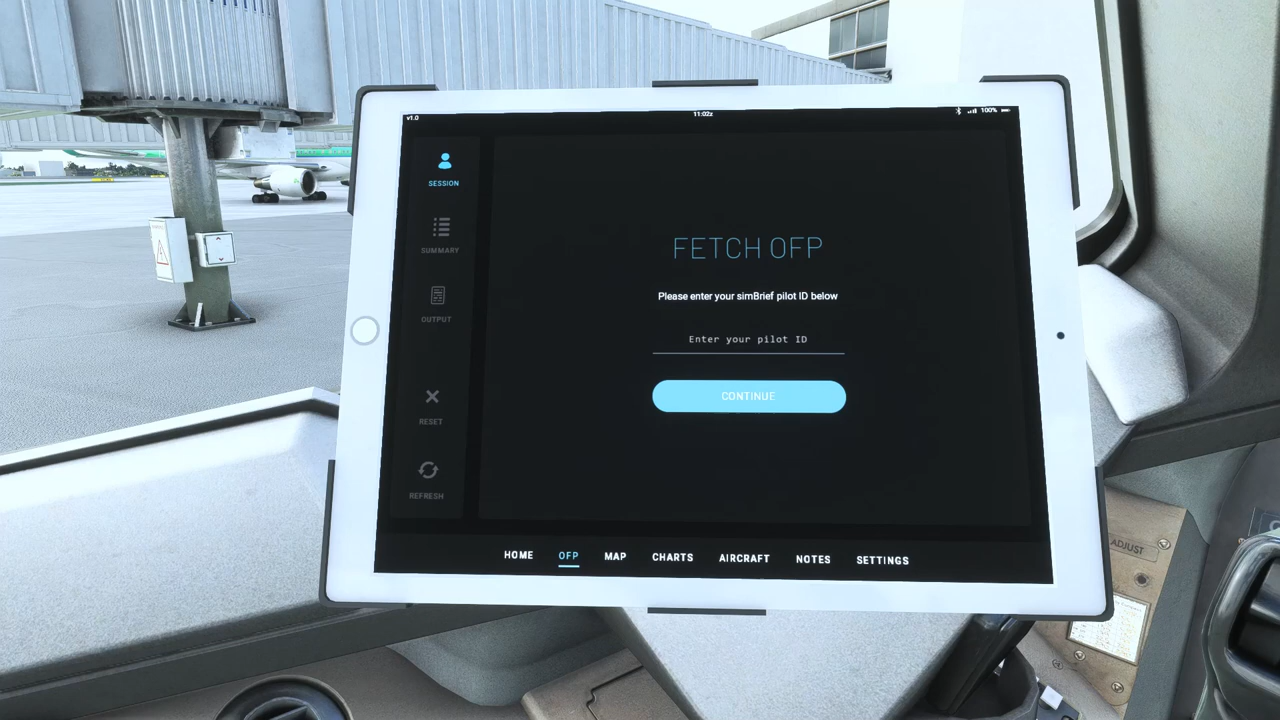 v1.0
11:02z
100%
SESSION
SUMMARY
OUTPUT
RESET
REFRESH
FETCH OFP
Please enter your simBrief pilot ID below
Enter your pilot ID
CONTINUE
HOME OFP MAP CHARTS AIRCRAFT NOTES SETTINGS
ADJUST